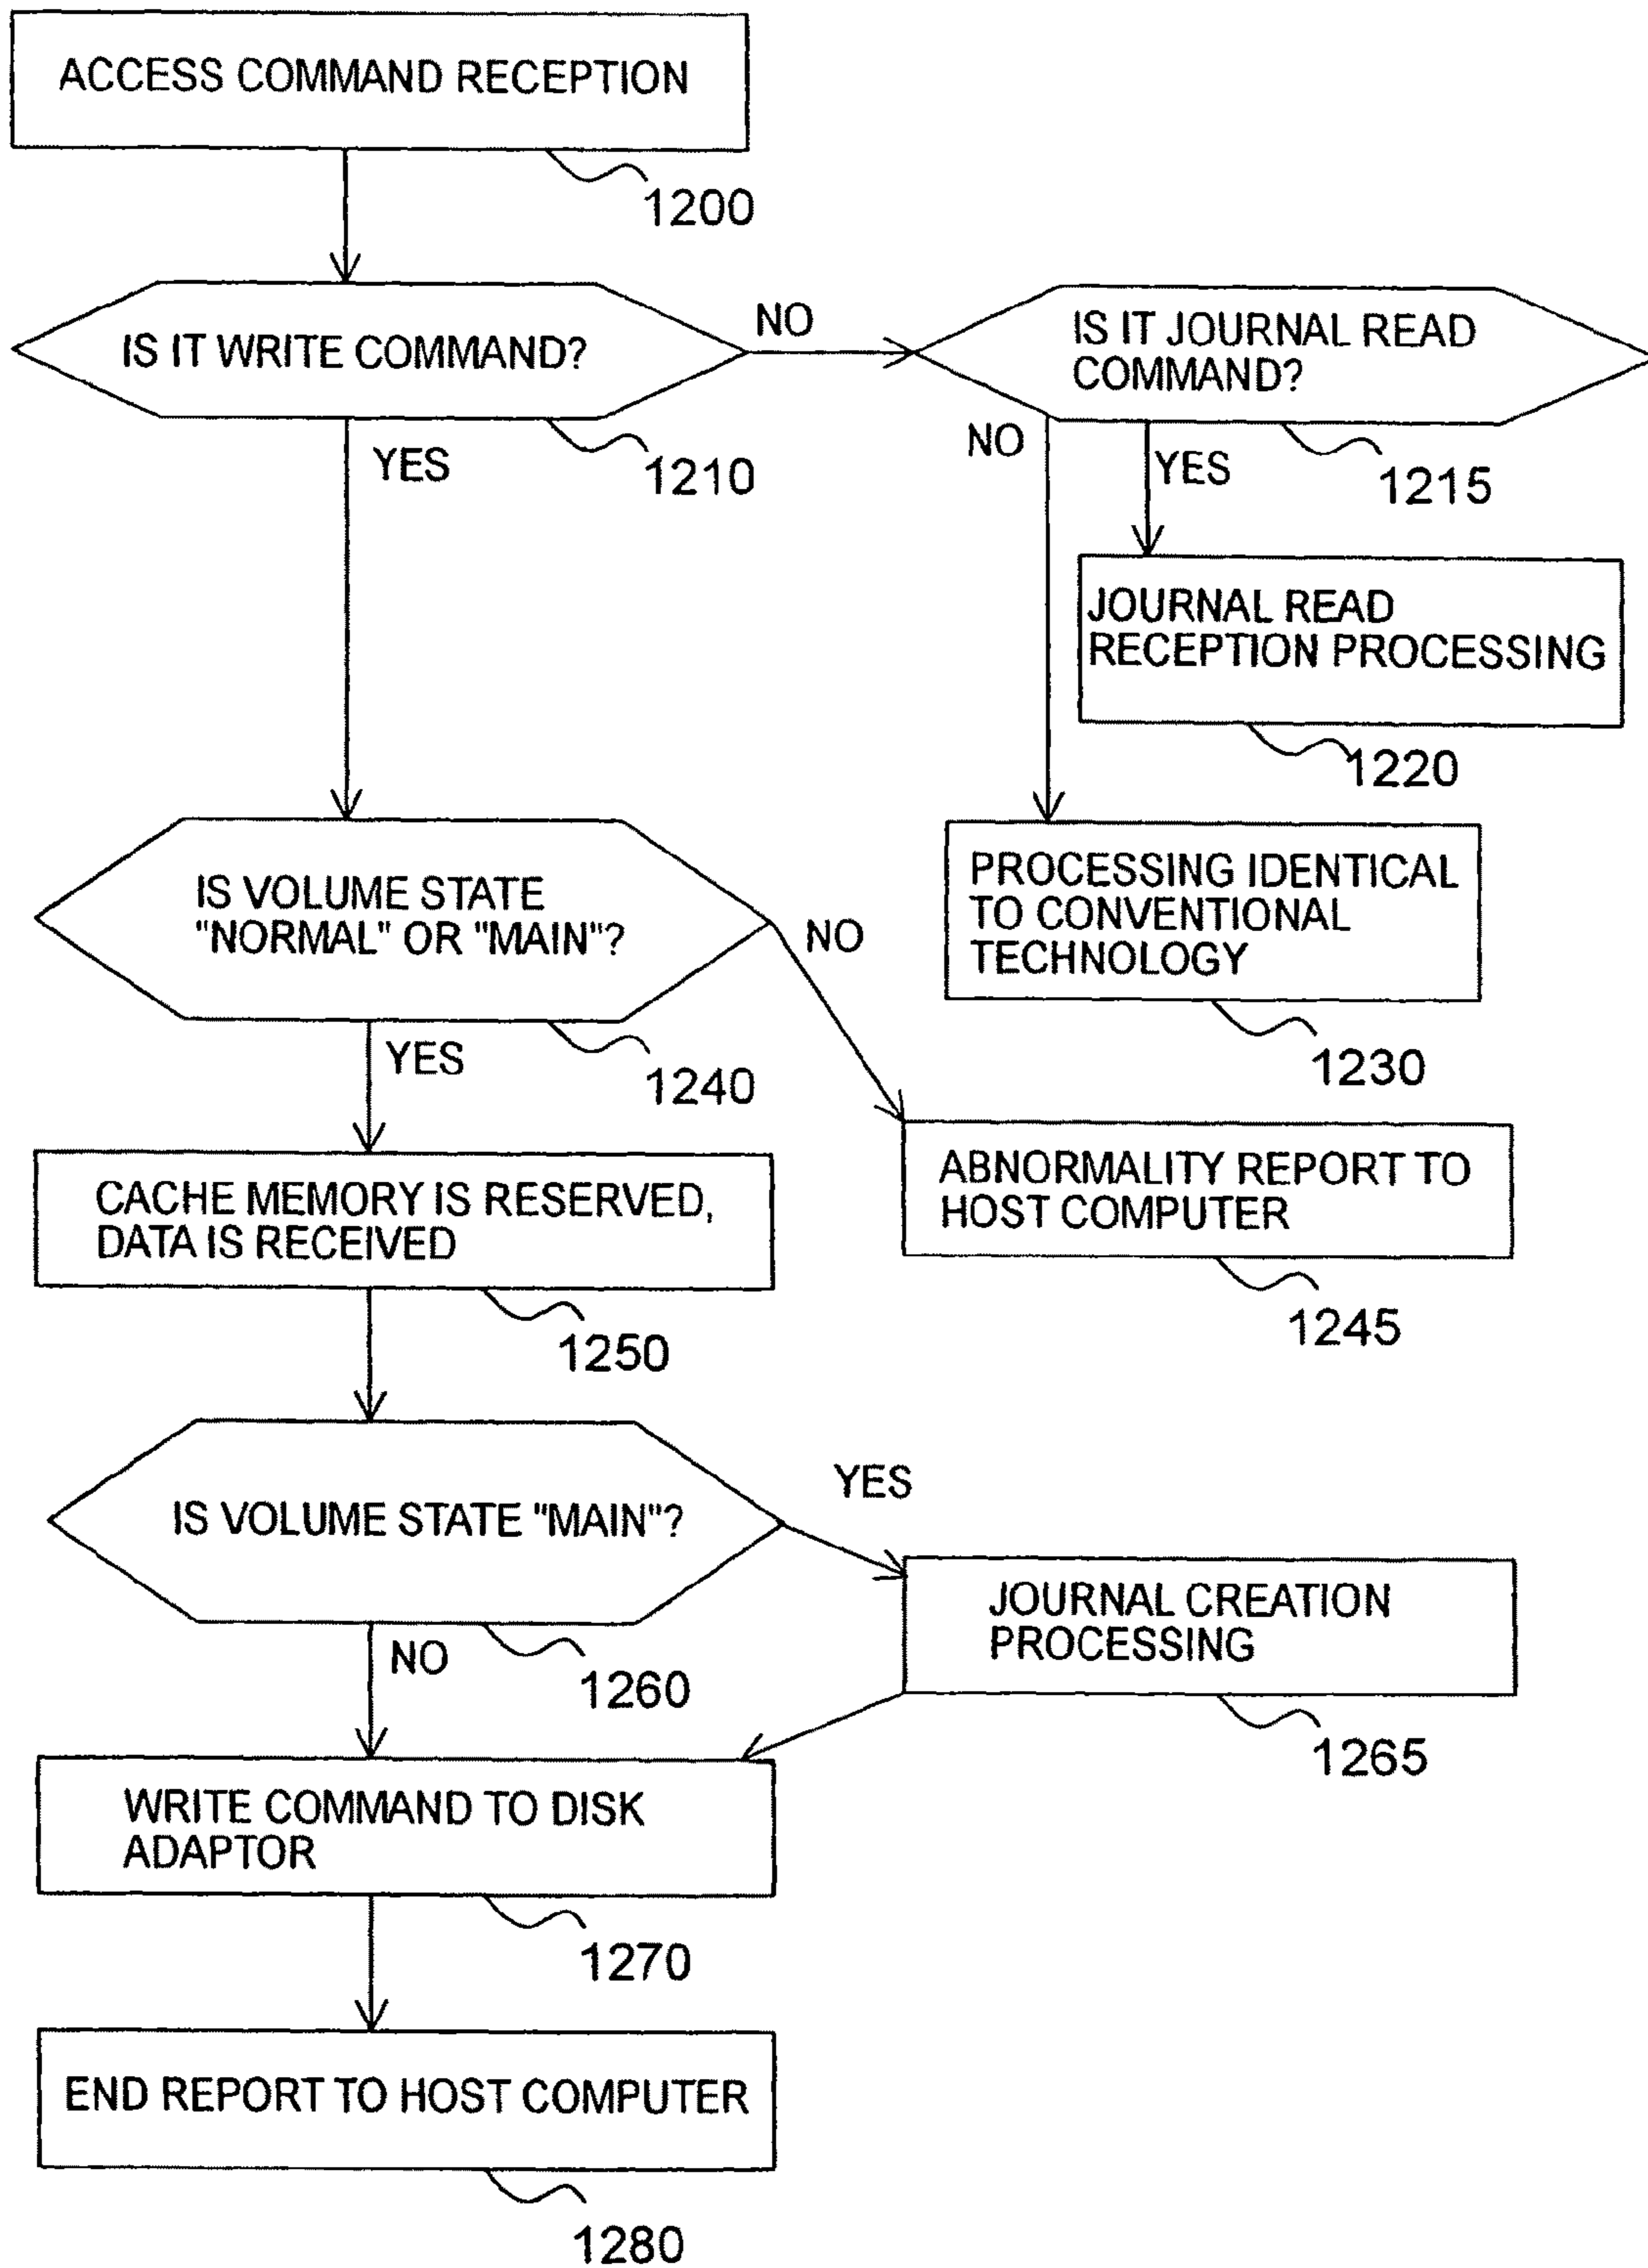 ACCESS COMMAND RECEPTION
1200
IS IT WRITE COMMAND?
NO
IS IT JOURNAL READ
COMMAND?
YES
1210
NO
YES
1215
JOURNAL READ
RECEPTION PROCESSING
1220
IS VOLUME STATE
"NORMAL" OR "MAIN"?
NO
PROCESSING IDENTICAL
TO CONVENTIONAL
TECHNOLOGY
1230
YES
1240
ABNORMALITY REPORT TO
HOST COMPUTER
1245
CACHE MEMORY IS RESERVED,
DATA IS RECEIVED
1250
IS VOLUME STATE "MAIN"?
YES
NO
1260
JOURNAL CREATION
PROCESSING
1265
WRITE COMMAND TO DISK
ADAPTOR
1270
END REPORT TO HOST COMPUTER
1280